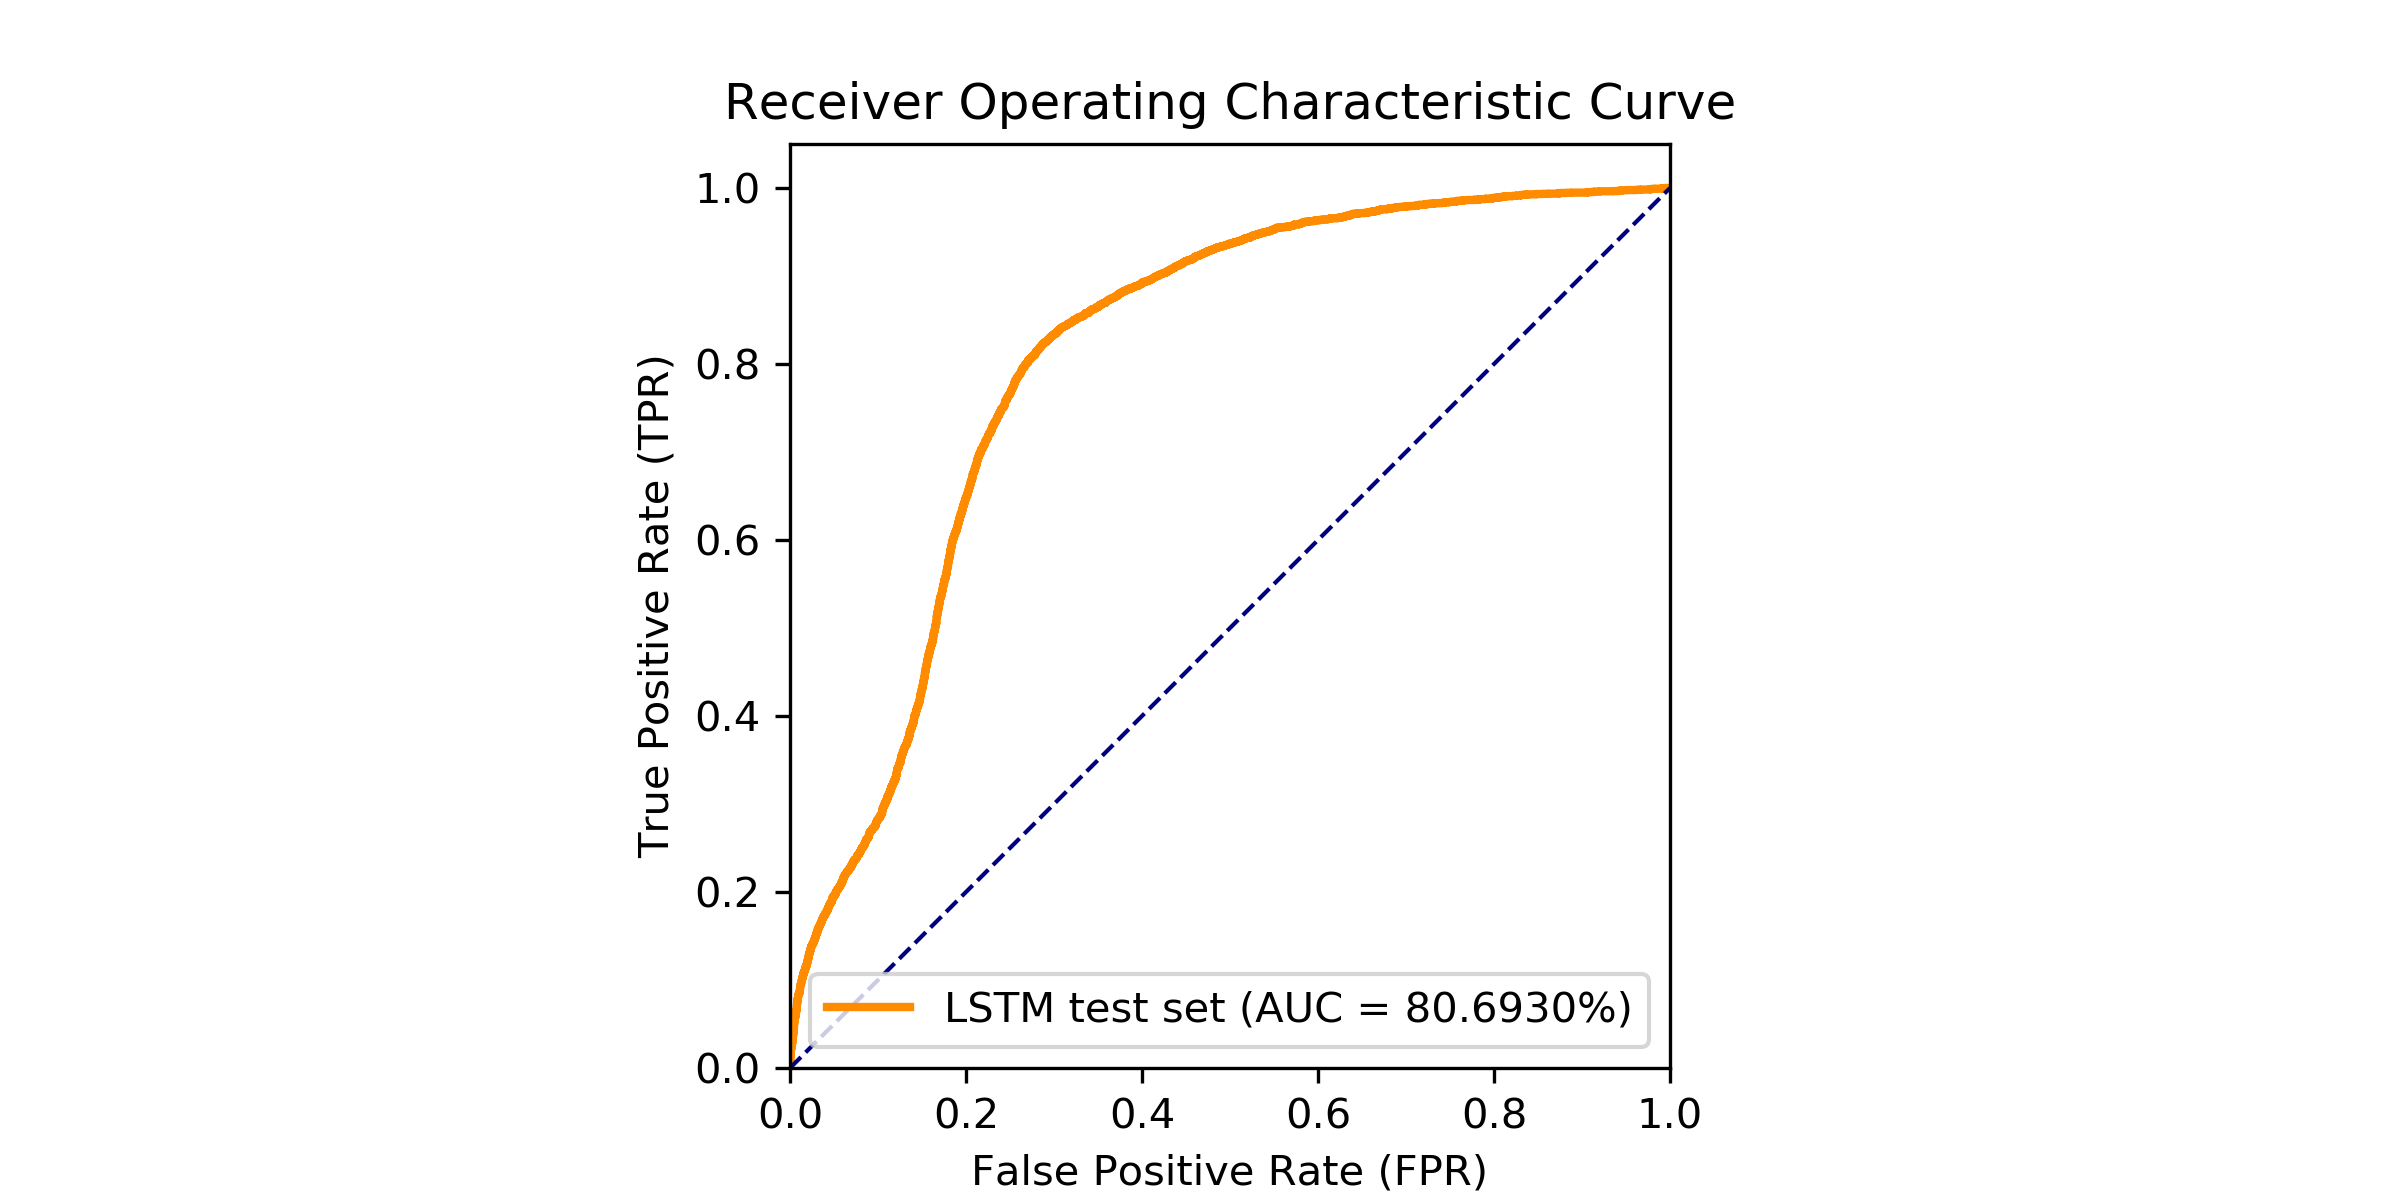 Receiver Operating Characteristic Curve
True Positive Rate (TPR)
1.0
0.8
0.6
0.4
0.2
0.0
LSTM test set (AUC = 80.6930%)
0.0 0.2 0.4 0.6 0.8 1.0
False Positive Rate (FPR)